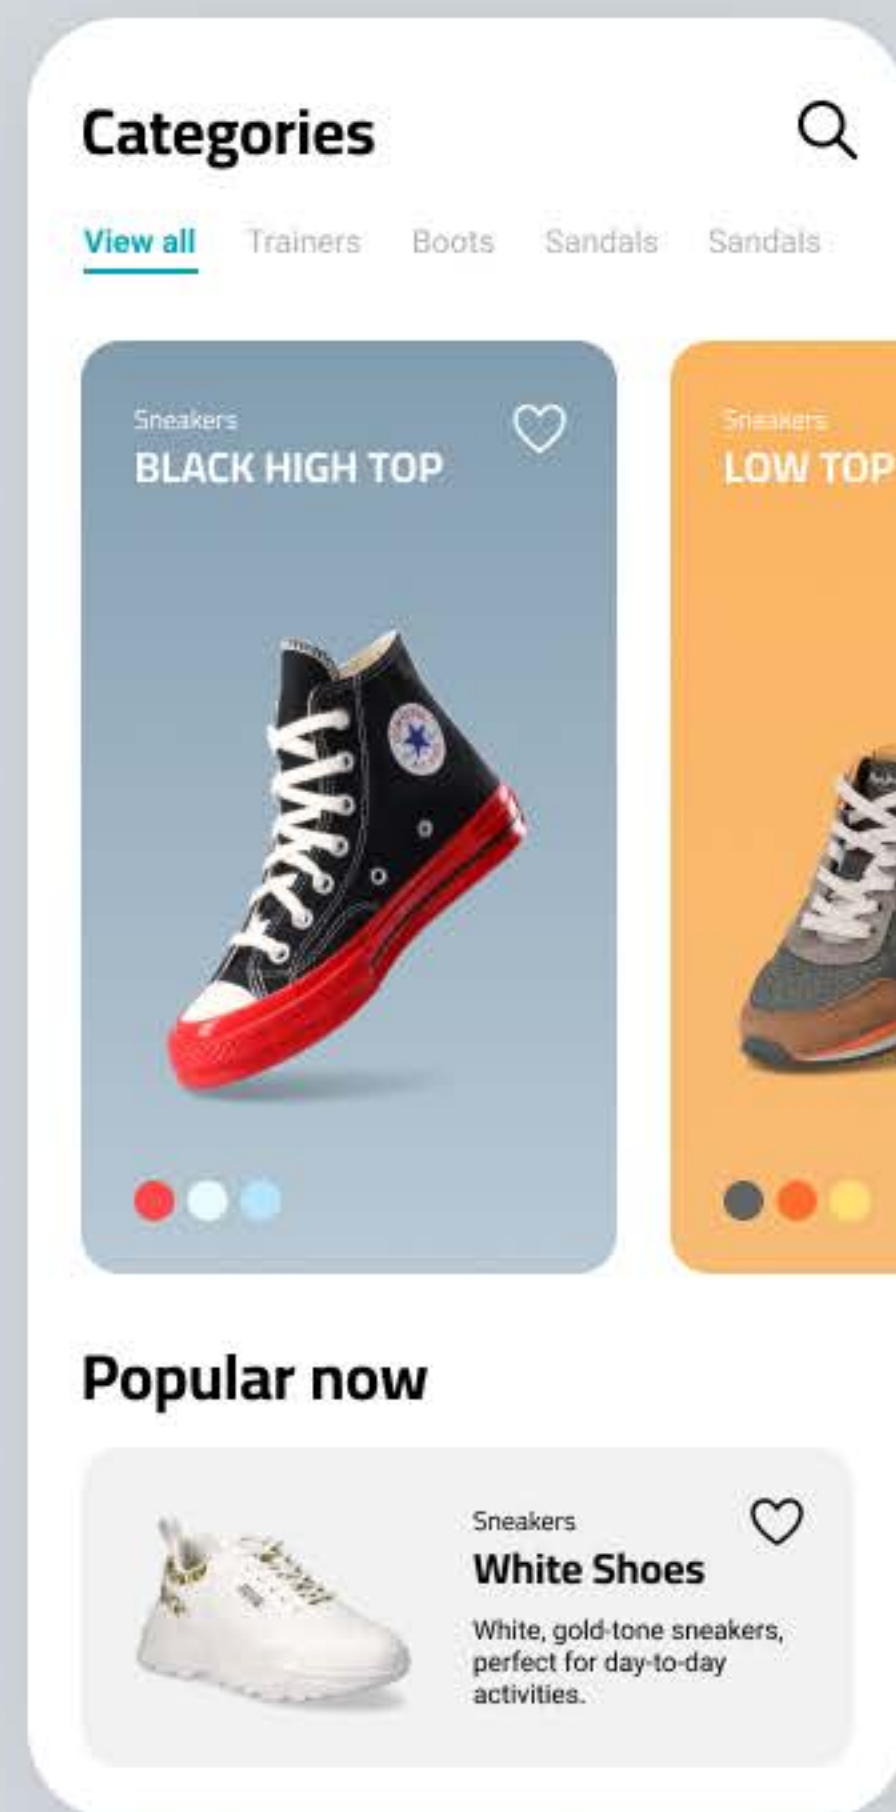 Categories
View all Trainers Boots Sandals Sandals
Sneakers
BLACK HIGH TOP
Sneakers
LOW TOP
Popular now
Sneakers
White Shoes
White, gold-tone sneakers,
perfect for day-to-day
activities.